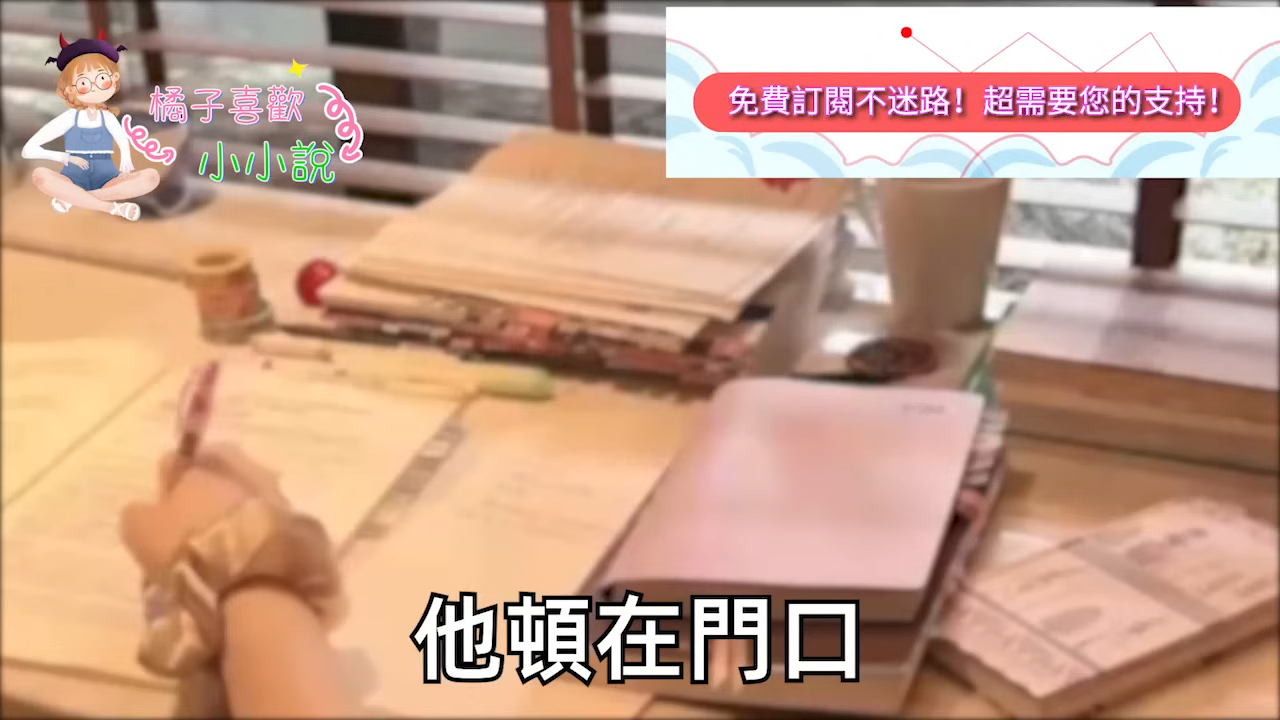 橘子喜歡
小小說
免費訂閱不迷路！超需要您的支持！
他頓在門口